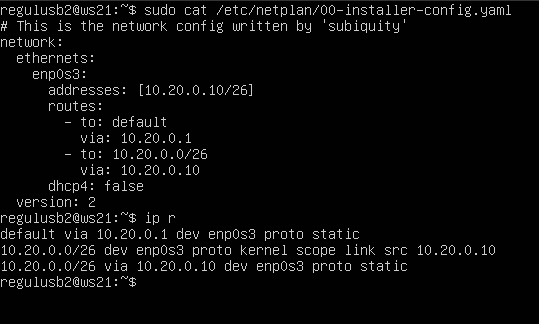 regulusb2@ws21:~$ sudo cat /etc/netplan/00-installer-config.yaml
# This is the network config written by 'subiquity'
network:
  ethernets:
    enp0s3:
      addresses: [10.20.0.10/26]
      routes:
        - to: default
          via: 10.20.0.1
        - to: 10.20.0.0/26
          via: 10.20.0.10
      dhcp4: false
  version: 2
regulusb2@ws21:~$ ip r
default via 10.20.0.1 dev enp0s3 proto static
10.20.0.0/26 dev enp0s3 proto kernel scope link src 10.20.0.10
10.20.0.0/26 via 10.20.0.10 dev enp0s3 proto static
regulusb2@ws21:~$